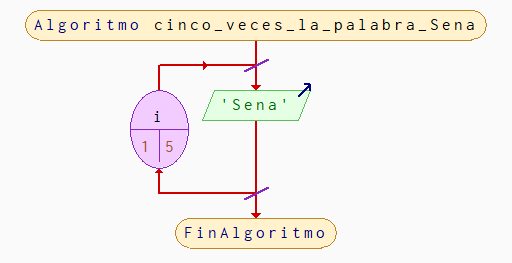 Algoritmo cinco_veces_la_palabra_Sena
'Sena'
i
1 5
FinAlgoritmo